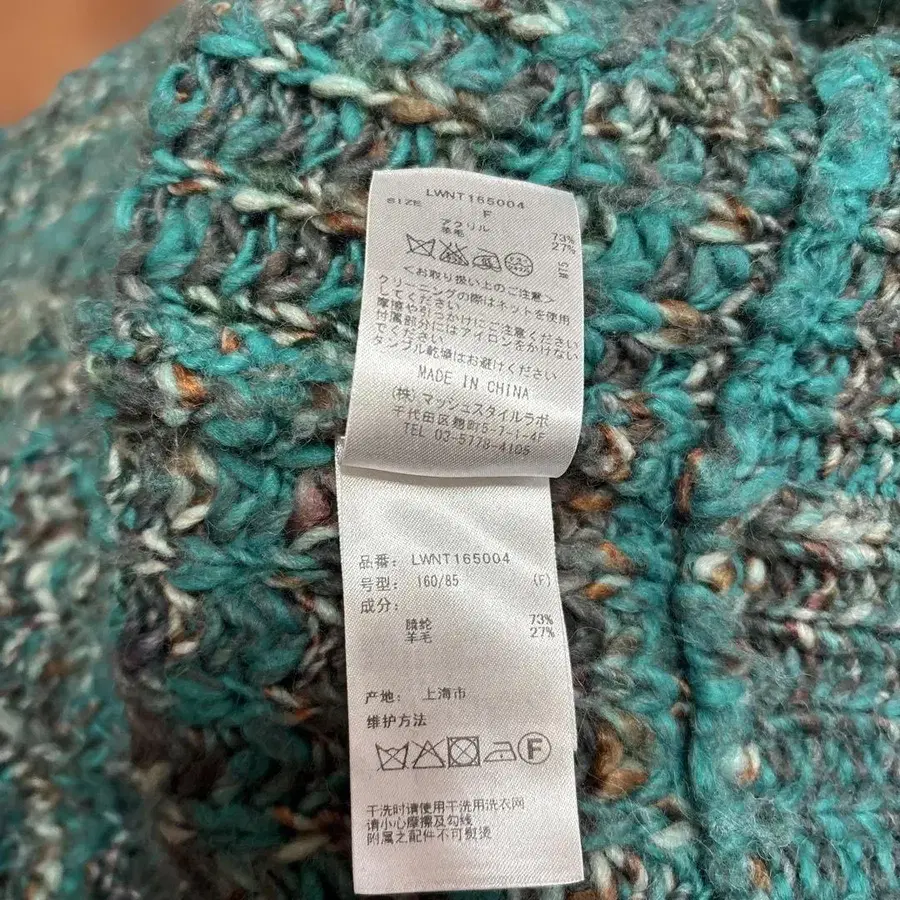 LWNT165004
SIZE F
アクリル 73%
羊毛 27%
#T5
<お取り扱い上のご注意>
クリーニングの際はネットを使用
してください
摩擦や引っかけにご注意ください
付属部分にはアイロンをかけない
でください
タンブル乾燥はお避けください
MADE IN CHINA
(株)マッシュスタイルラボ
千代田区麹町5-7-1-4F
TEL 03-5778-4105
品番: LWNT165004
号型: 160/85 (F)
成分:
腈纶 73%
羊毛 27%
产地: 上海市
维护方法
F
干洗时请使用干洗用洗衣网
请小心摩擦及勾线
附属之配件不可熨烫